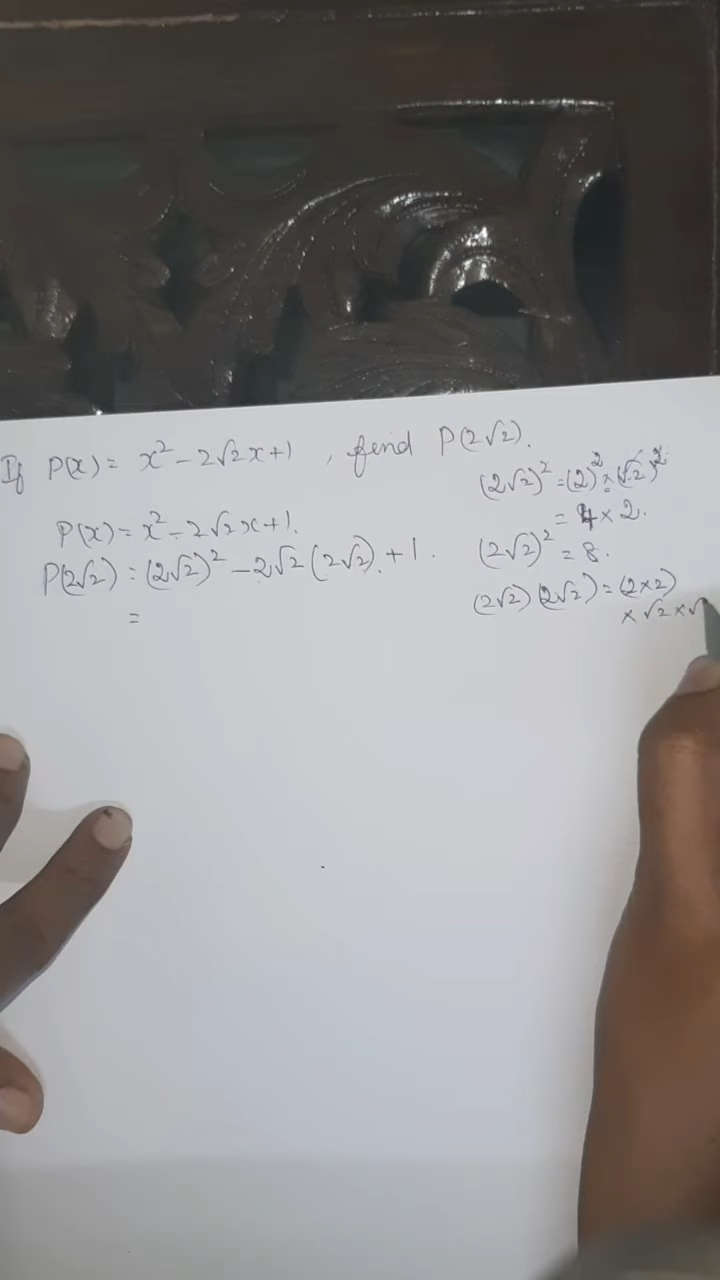 If P(x) = x² - 2√2x+1 , find P(2√2).
P(x) = x² - 2√2x+1.
P(2√2) = (2√2)² - 2√2(2√2) + 1.
=
(2√2)² = (2)² × (√2)²
= 4 × 2.
(2√2)² = 8.
(2√2)(2√2) = (2×2)
× √2 × √